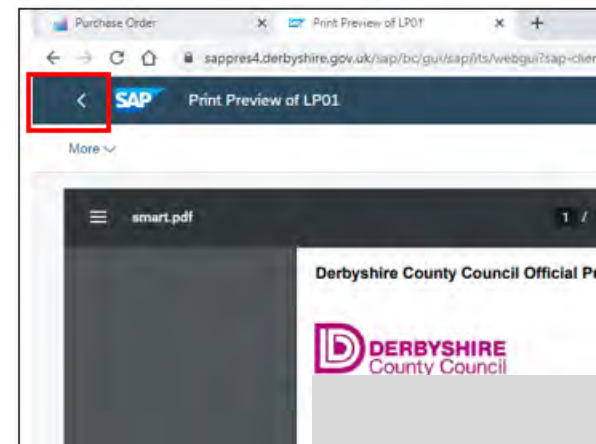 Purchase Order Print Preview of LP01
sappres4.derbyshire.gov.uk/sap/bc/gui/sap/its/webgui?sap-clien
SAP Print Preview of LP01
More
smart.pdf 1 /
Derbyshire County Council Official Pr
DERBYSHIRE
County Council